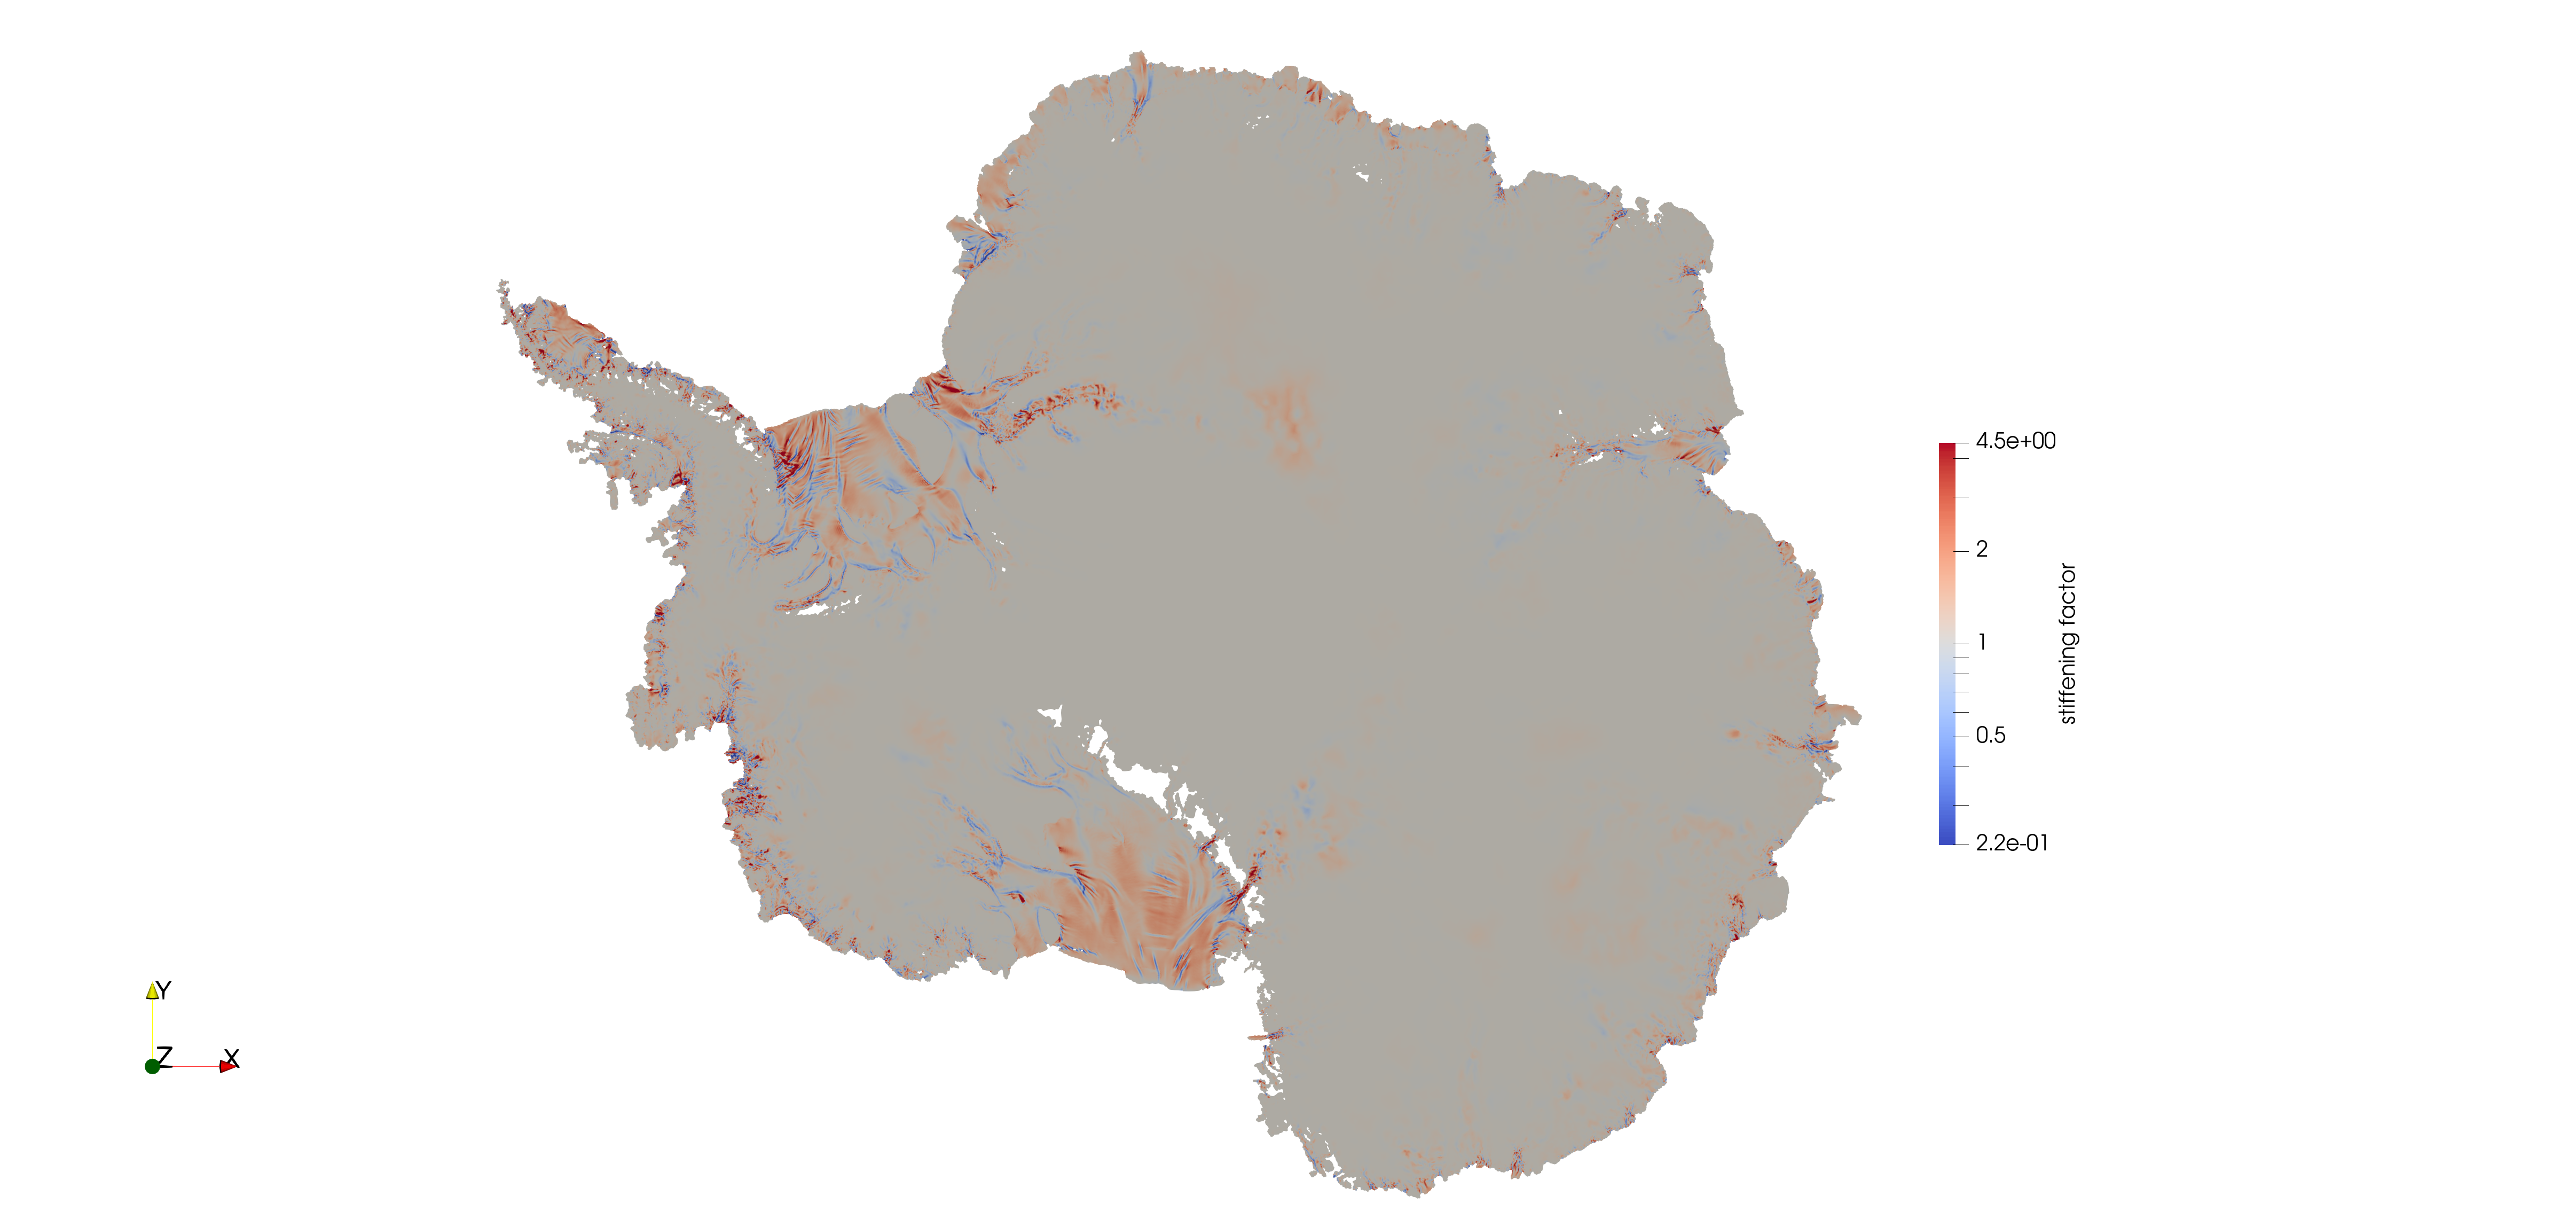 4.5e+00
2
1
0.5
2.2e-01
stiffening factor
Y
Z
X